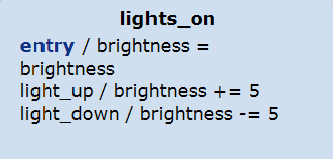 lights_on
entry / brightness =
brightness
light_up / brightness += 5
light_down / brightness -= 5